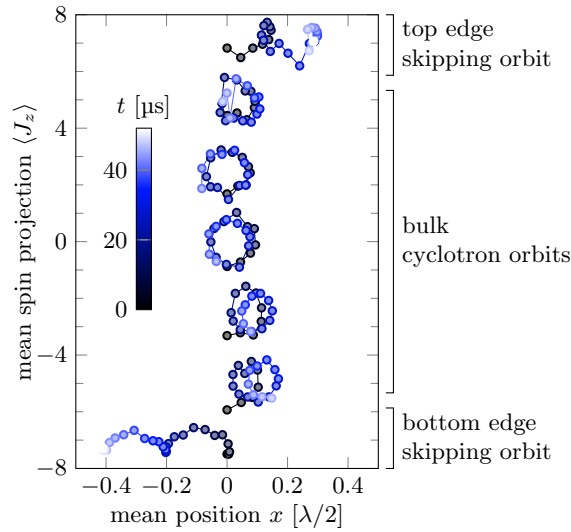 8
4
0
−4
−8
mean spin projection ⟨J_z⟩
t [µs]
40
20
0
top edge
skipping orbit
bulk
cyclotron orbits
bottom edge
skipping orbit
−0.4 −0.2 0 0.2 0.4
mean position x [λ/2]